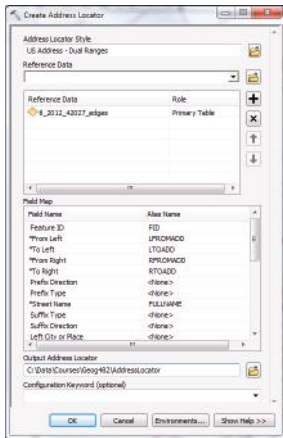 Create Address Locator
Address Locator Style
US Address - Dual Ranges
Reference Data
Reference Data Role
Primary Table
Field Map
Field Name Alias Name
Feature ID FID
*From Left LFROMADD
*To Left LTOADD
*From Right RFROMADD
*To Right RTOADD
Prefix Direction <None>
Prefix Type <None>
*Street Name FULLNAME
Suffix Type <None>
Suffix Direction <None>
Left City or Place <None>
Output Address Locator
C:\Data\Courses\Geog482\AddressLocator
Configuration Keyword (optional)
OK Cancel Environments... Show Help >>